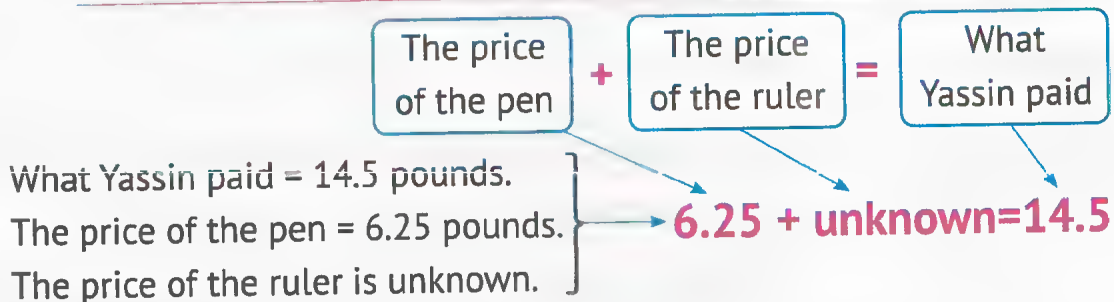 The price
of the pen
+
The price
of the ruler
=
What
Yassin paid
What Yassin paid = 14.5 pounds.
The price of the pen = 6.25 pounds.
The price of the ruler is unknown.
6.25 + unknown=14.5